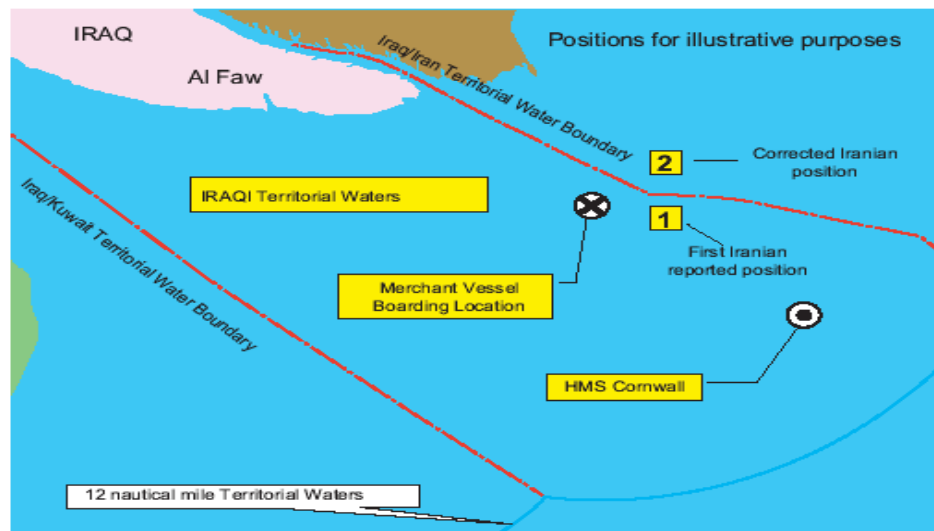 IRAQ
Al Faw
Iraq/Iran Territorial Water Boundary
Positions for illustrative purposes
2
Corrected Iranian
position
IRAQI Territorial Waters
1
First Iranian
reported position
Iraq/Kuwait Territorial Water Boundary
Merchant Vessel
Boarding Location
HMS Cornwall
12 nautical mile Territorial Waters